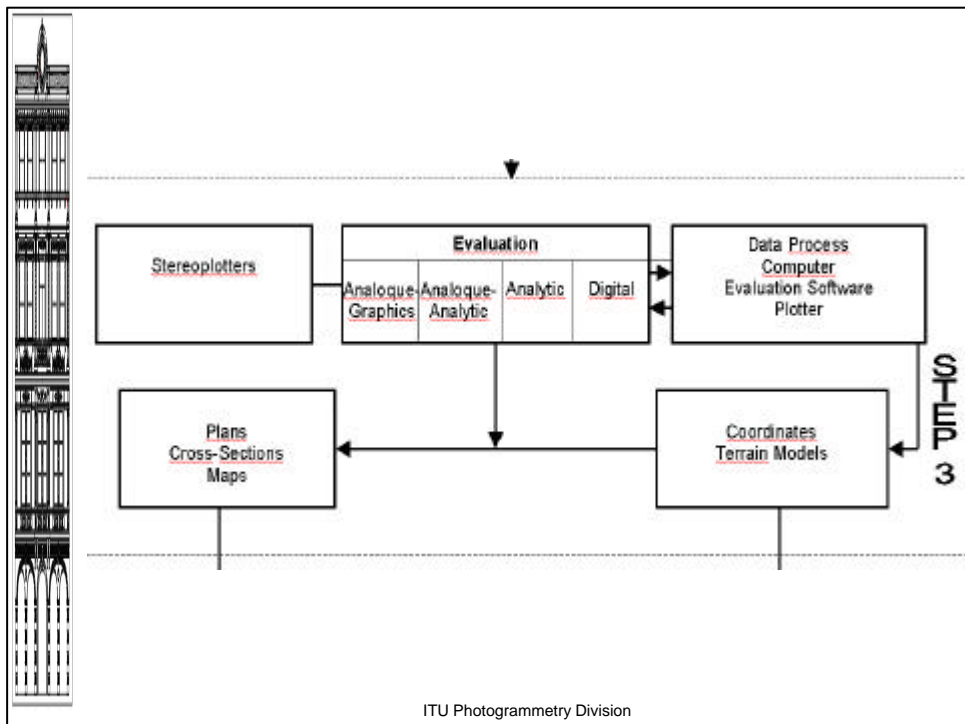 Stereoplotters
Evaluation
Analoque-
Graphics
Analoque-
Analytic
Analytic
Digital
Data Process
Computer
Evaluation Software
Plotter
Plans
Cross-Sections
Maps
Coordinates
Terrain Models
STEP 3
ITU Photogrammetry Division